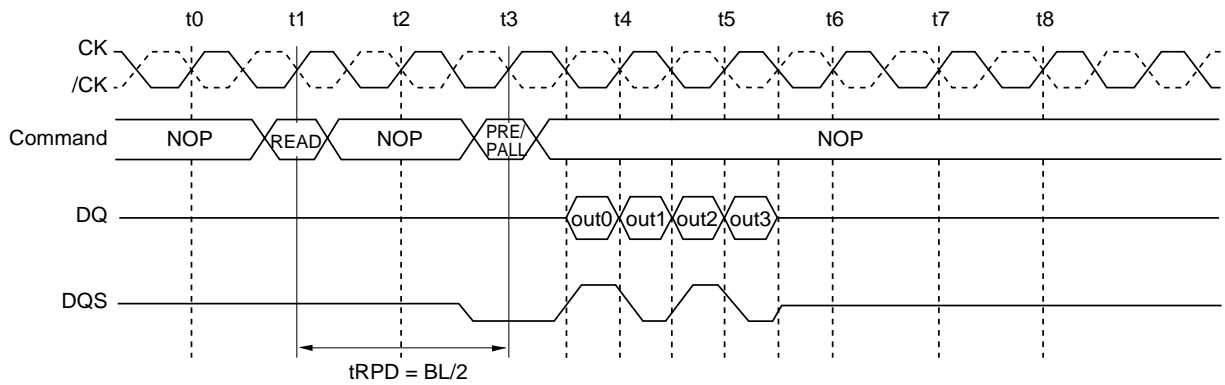 t0 t1 t2 t3 t4 t5 t6 t7 t8
CK
/CK
Command NOP READ NOP PRE/ PALL NOP
DQ out0 out1 out2 out3
DQS
tRPD = BL/2